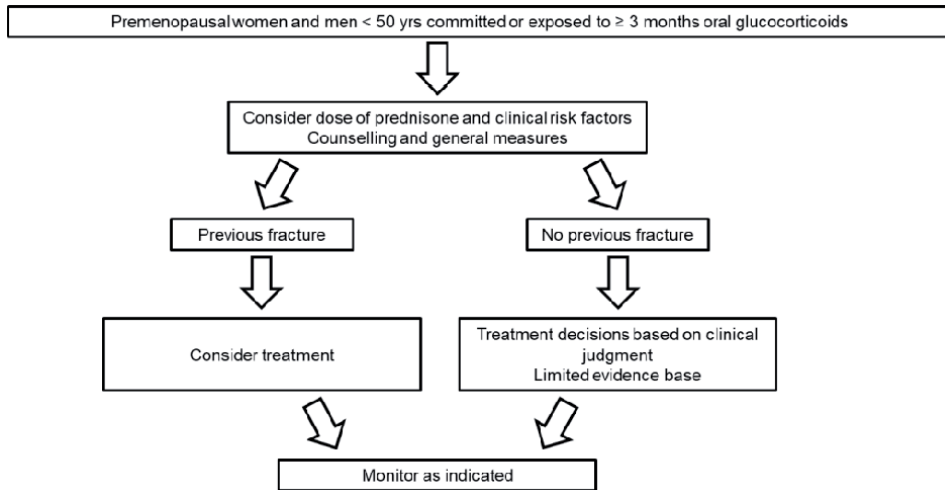 Premenopausal women and men < 50 yrs committed or exposed to ≥ 3 months oral glucocorticoids
Consider dose of prednisone and clinical risk factors
Counselling and general measures
Previous fracture
No previous fracture
Consider treatment
Treatment decisions based on clinical
judgment
Limited evidence base
Monitor as indicated